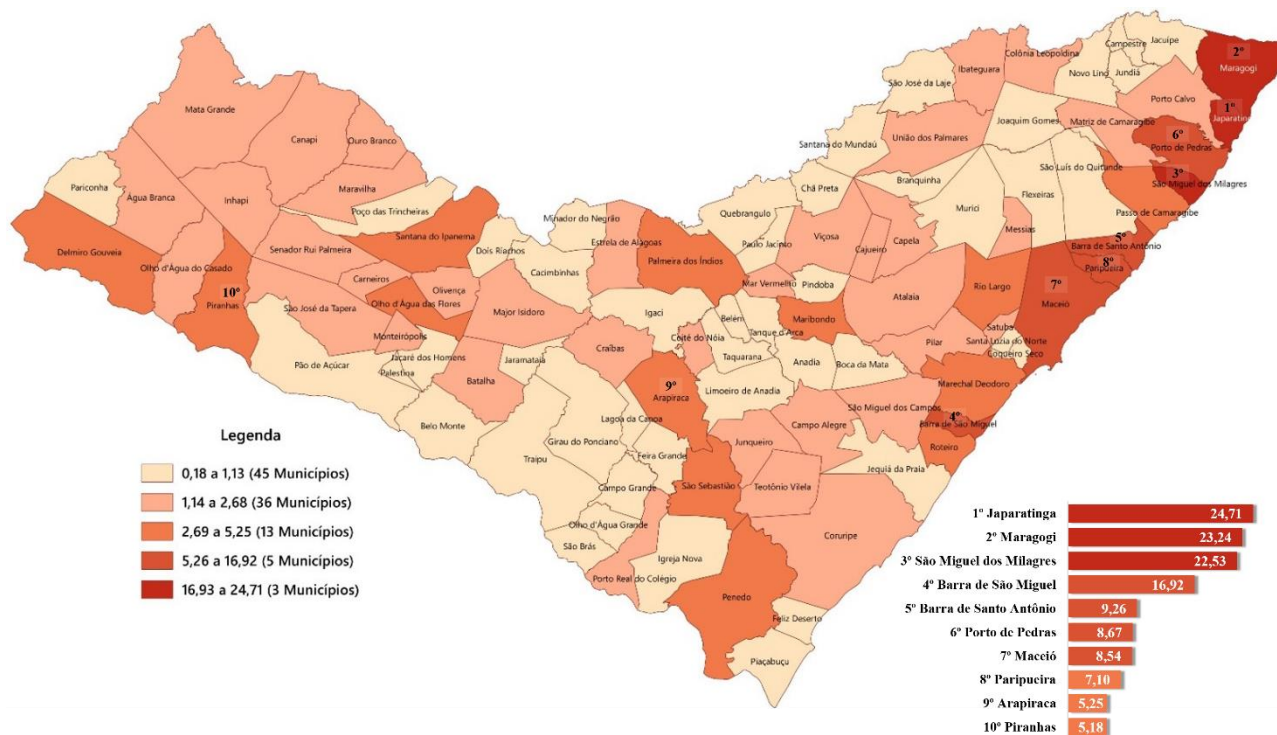 2º
Maragogi
1º
Japaratinga
Jacuípe
Campestre
Jundiá
Novo Lino
Colônia Leopoldina
Ibateguara
São José da Laje
Porto Calvo
Matriz de Camaragibe
6º
Porto de Pedras
3º
São Miguel dos Milagres
Joaquim Gomes
União dos Palmares
Santana do Mundaú
São Luís do Quitunde
Passo de Camaragibe
Branquinha
Flexeiras
Chá Preta
Murici
Quebrangulo
Messias
5º
Barra de Santo Antônio
8º
Paripueira
7º
Maceió
Mata Grande
Canapi
Ouro Branco
Pariconha
Água Branca
Inhapi
Maravilha
Poço das Trincheiras
Delmiro Gouveia
Olho d'Água do Casado
10º
Piranhas
Senador Rui Palmeira
Santana do Ipanema
Dois Riachos
Minador do Negrão
Estrela de Alagoas
Cacimbinhas
Palmeira dos Índios
Paulo Jacinto
Viçosa
Cajueiro
Capela
Mar Vermelho
Pindoba
Atalaia
Rio Largo
Carneiros
Olivença
Olho d'Água das Flores
São José da Tapera
Monteirópolis
Major Isidoro
Igaci
Belém
Tanque d'Arca
Maribondo
Satuba
Santa Luzia do Norte
Coqueiro Seco
Pilar
Pão de Açúcar
Jacaré dos Homens
Palestina
Jaramataia
Batalha
Craíbas
Coité do Nóia
Taquarana
Anadia
Boca da Mata
Marechal Deodoro
Belo Monte
9º
Arapiraca
Limoeiro de Anadia
Lagoa da Canoa
Girau do Ponciano
Traipu
Feira Grande
Campo Grande
Junqueiro
Campo Alegre
São Miguel dos Campos
4º
Barra de São Miguel
Roteiro
Jequiá da Praia
São Sebastião
Teotônio Vilela
Olho d'Água Grande
São Brás
Porto Real do Colégio
Igreja Nova
Coruripe
Penedo
Feliz Deserto
Piaçabuçu
Legenda
0,18 a 1,13 (45 Municípios)
1,14 a 2,68 (36 Municípios)
2,69 a 5,25 (13 Municípios)
5,26 a 16,92 (5 Municípios)
16,93 a 24,71 (3 Municípios)
1º Japaratinga 24,71
2º Maragogi 23,24
3º São Miguel dos Milagres 22,53
4º Barra de São Miguel 16,92
5º Barra de Santo Antônio 9,26
6º Porto de Pedras 8,67
7º Maceió 8,54
8º Paripueira 7,10
9º Arapiraca 5,25
10º Piranhas 5,18